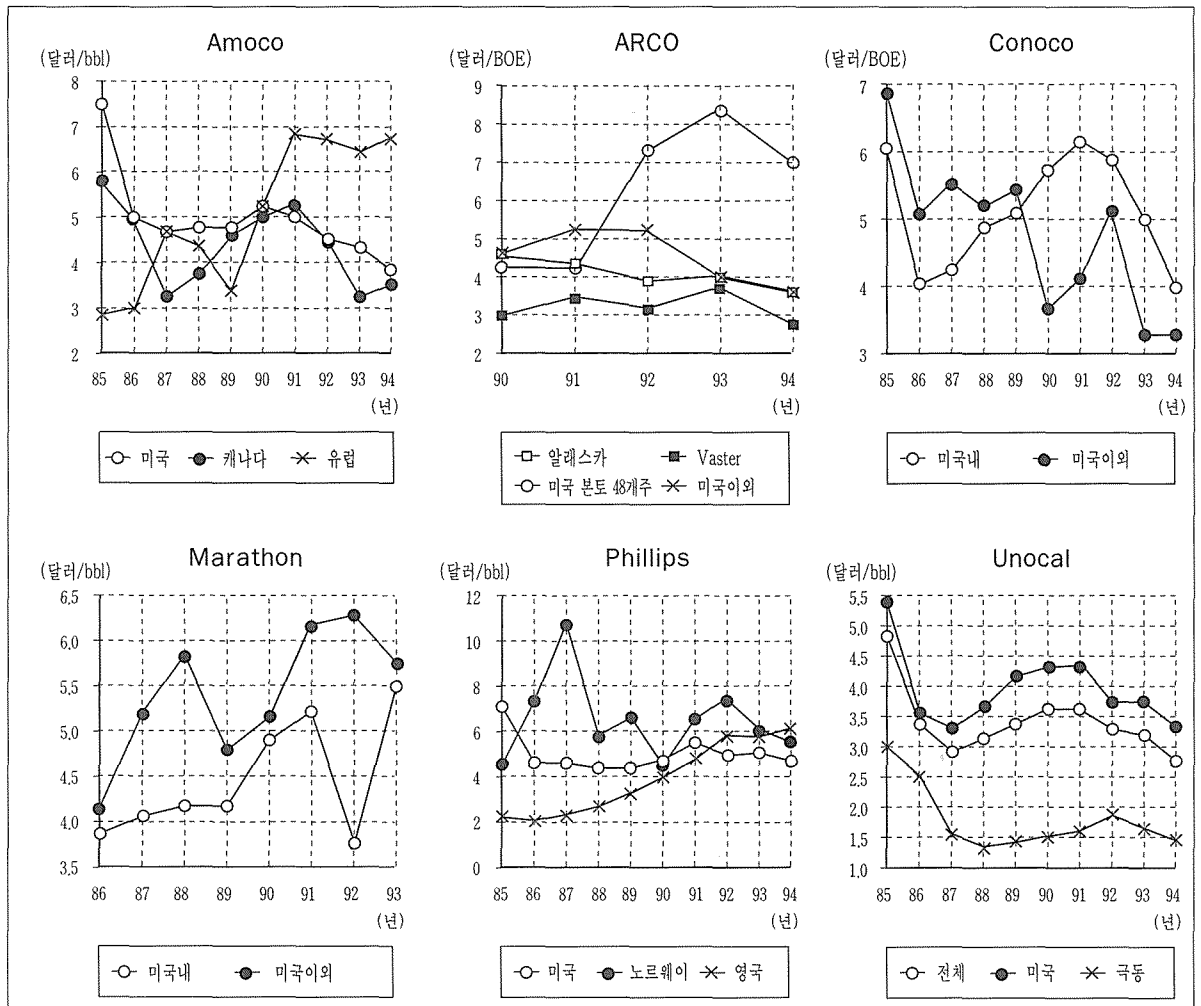 Amoco
(달러/bbl)
8
7
6
5
4
3
2
85 86 87 88 89 90 91 92 93 94
(년)
미국 캐나다 유럽
ARCO
(달러/BOE)
9
8
7
6
5
4
3
2
90 91 92 93 94
(년)
알래스카 Vaster
미국 본토 48개주 미국이외
Conoco
(달러/BOE)
7
6
5
4
3
85 86 87 88 89 90 91 92 93 94
(년)
미국내 미국이외
Marathon
(달러/bbl)
6.5
6.0
5.5
5.0
4.5
4.0
3.5
86 87 88 89 90 91 92 93
(년)
미국내 미국이외
Phillips
(달러/bbl)
12
10
8
6
4
2
0
85 86 87 88 89 90 91 92 93 94
(년)
미국 노르웨이 영국
Unocal
(달러/bbl)
5.5
5.0
4.5
4.0
3.5
3.0
2.5
2.0
1.5
1.0
85 86 87 88 89 90 91 92 93 94
(년)
전체 미국 극동